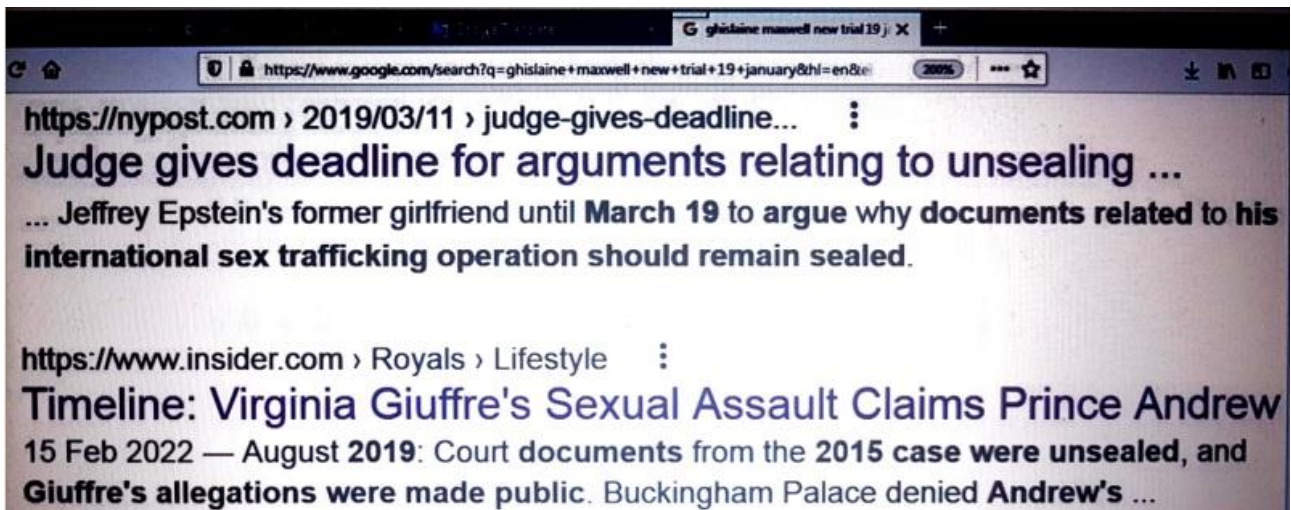 G ghislaine maxwell new trial 19 j
https://www.google.com/search?q=ghislaine+maxwell+new+trial+19+january&hl=en&ei 200%
https://nypost.com › 2019/03/11 › judge-gives-deadline...
Judge gives deadline for arguments relating to unsealing ...
... Jeffrey Epstein's former girlfriend until March 19 to argue why documents related to his
international sex trafficking operation should remain sealed.
https://www.insider.com › Royals › Lifestyle
Timeline: Virginia Giuffre's Sexual Assault Claims Prince Andrew
15 Feb 2022 — August 2019: Court documents from the 2015 case were unsealed, and
Giuffre's allegations were made public. Buckingham Palace denied Andrew's ...